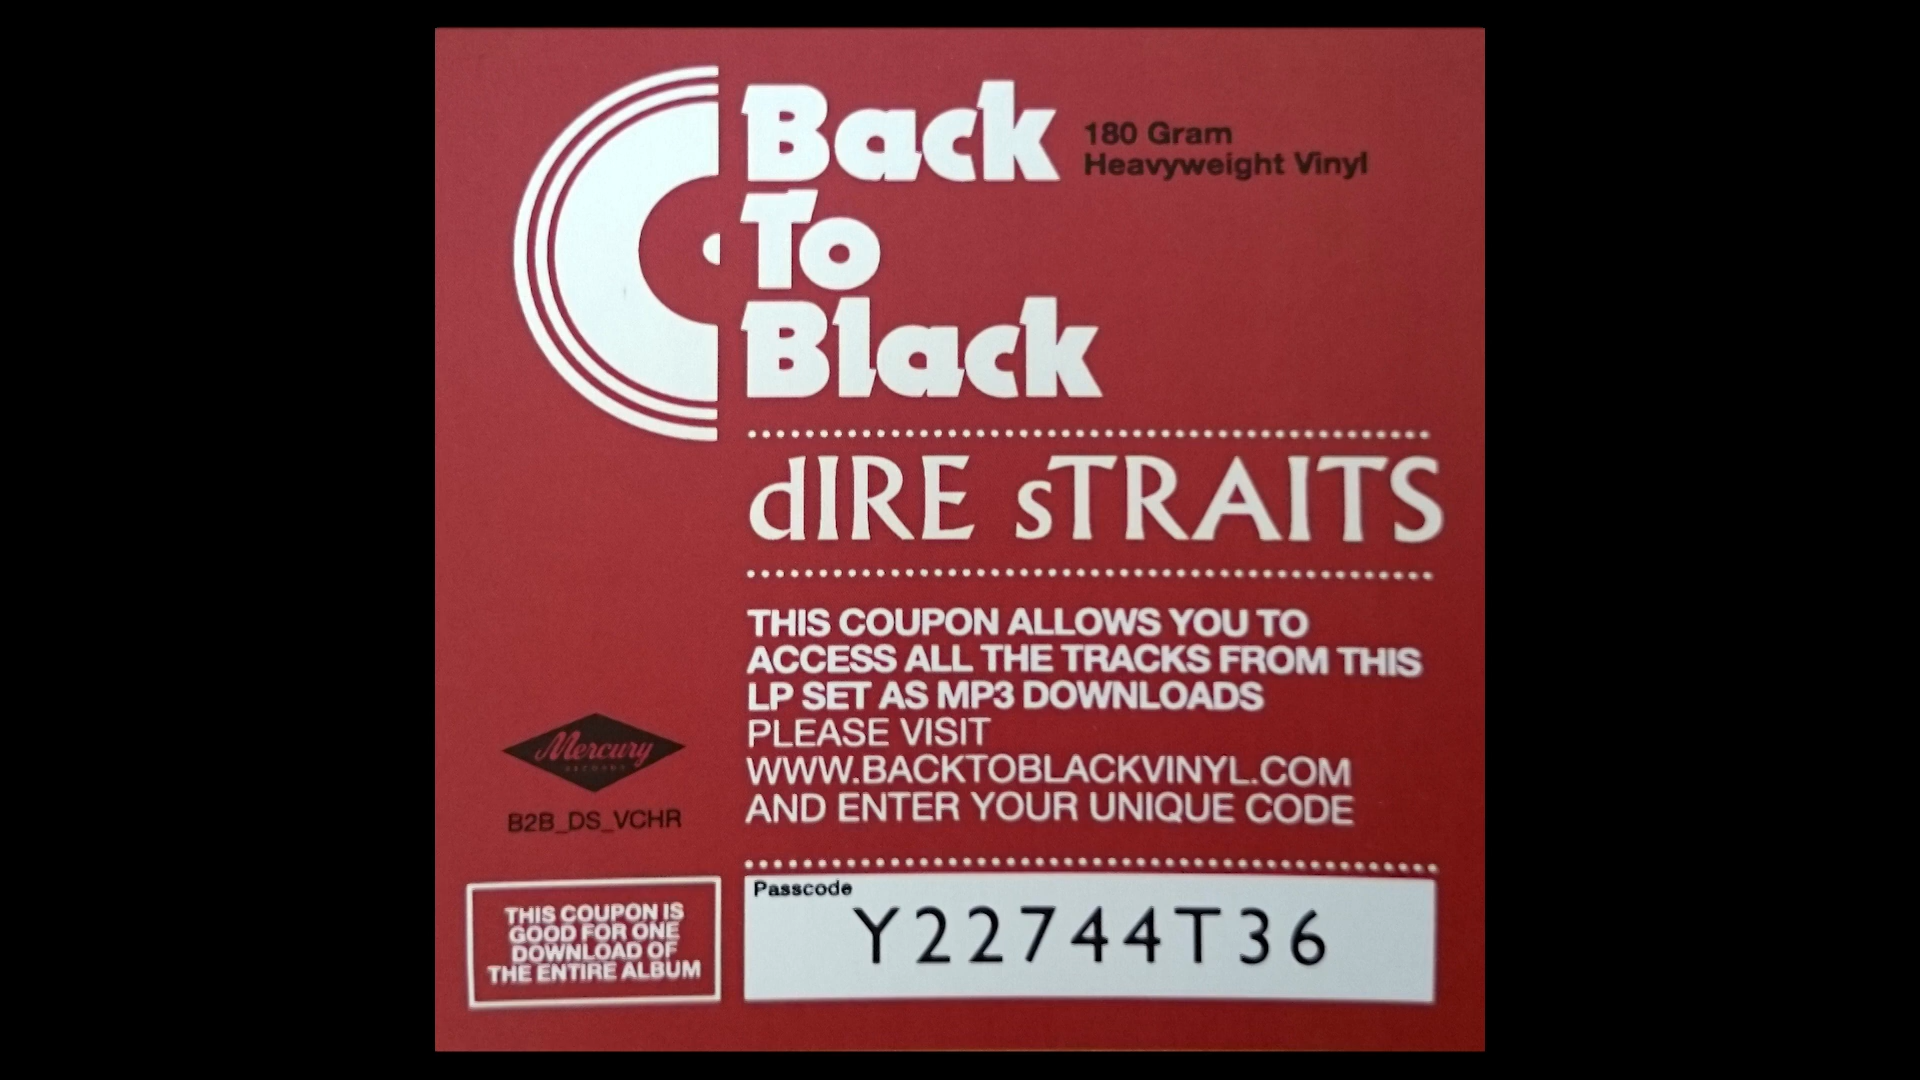 Back
To
Black
180 Gram
Heavyweight Vinyl
dIRE sTRAITS
THIS COUPON ALLOWS YOU TO
ACCESS ALL THE TRACKS FROM THIS
LP SET AS MP3 DOWNLOADS
PLEASE VISIT
WWW.BACKTOBLACKVINYL.COM
AND ENTER YOUR UNIQUE CODE
Mercury
RECORDS
B2B_DS_VCHR
THIS COUPON IS
GOOD FOR ONE
DOWNLOAD OF
THE ENTIRE ALBUM
Passcode
Y22744T36